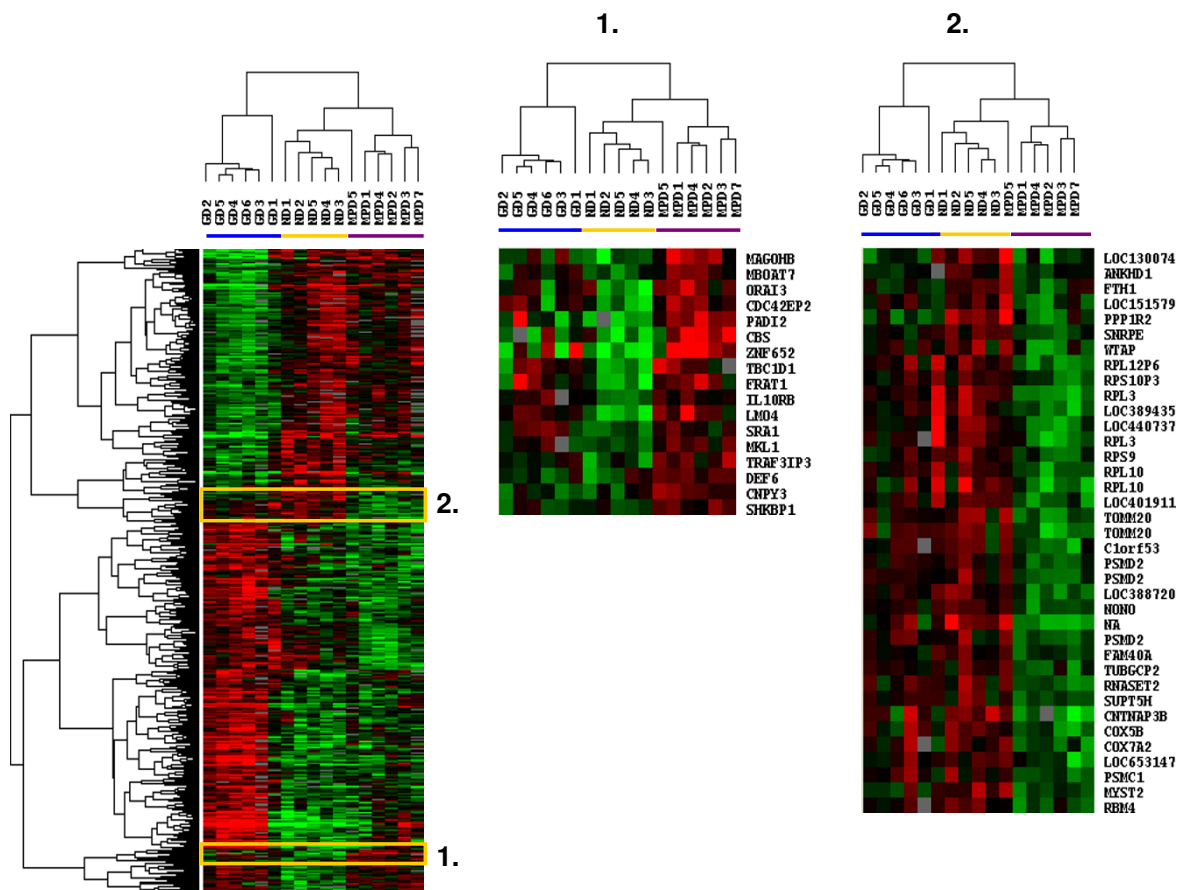 1.
2.
GD2 GD5 GD4 GD6 GD3 GD1 ND1 ND2 ND5 ND4 ND3 MPD5 MPD1 MPD4 MPD2 MPD3 MPD7
GD2 GD5 GD4 GD6 GD3 GD1 ND1 ND2 ND5 ND4 ND3 MPD5 MPD1 MPD4 MPD2 MPD3 MPD7
GD2 GD5 GD4 GD6 GD3 GD1 ND1 ND2 ND5 ND4 ND3 MPD5 MPD1 MPD4 MPD2 MPD3 MPD7
2.
1.
MAGOHB
MBOAT7
ORAI3
CDC42EP2
PADI2
CBS
ZNF652
TBC1D1
FRAT1
IL10RB
LMO4
SRA1
MKL1
TRAF3IP3
DEF6
CNPY3
SHKBP1
LOC130074
ANKHD1
FTH1
LOC151579
PPP1R2
SNRPE
WTAP
RPL12P6
RPS10P3
RPL3
LOC389435
LOC440737
RPL3
RPS9
RPL10
RPL10
LOC401911
TOMM20
TOMM20
C1orf53
PSMD2
PSMD2
LOC388720
NONO
NA
PSMD2
FAM40A
TUBGCP2
RNASET2
SUPT5H
CNTNAP3B
COX5B
COX7A2
LOC653147
PSMC1
MYST2
RBM4